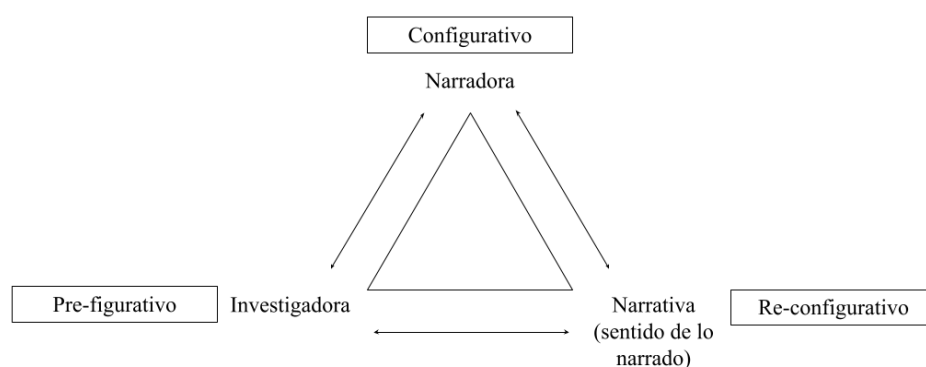 Configurativo
Narradora
Pre-figurativo
Investigadora
Narrativa
(sentido de lo
narrado)
Re-configurativo